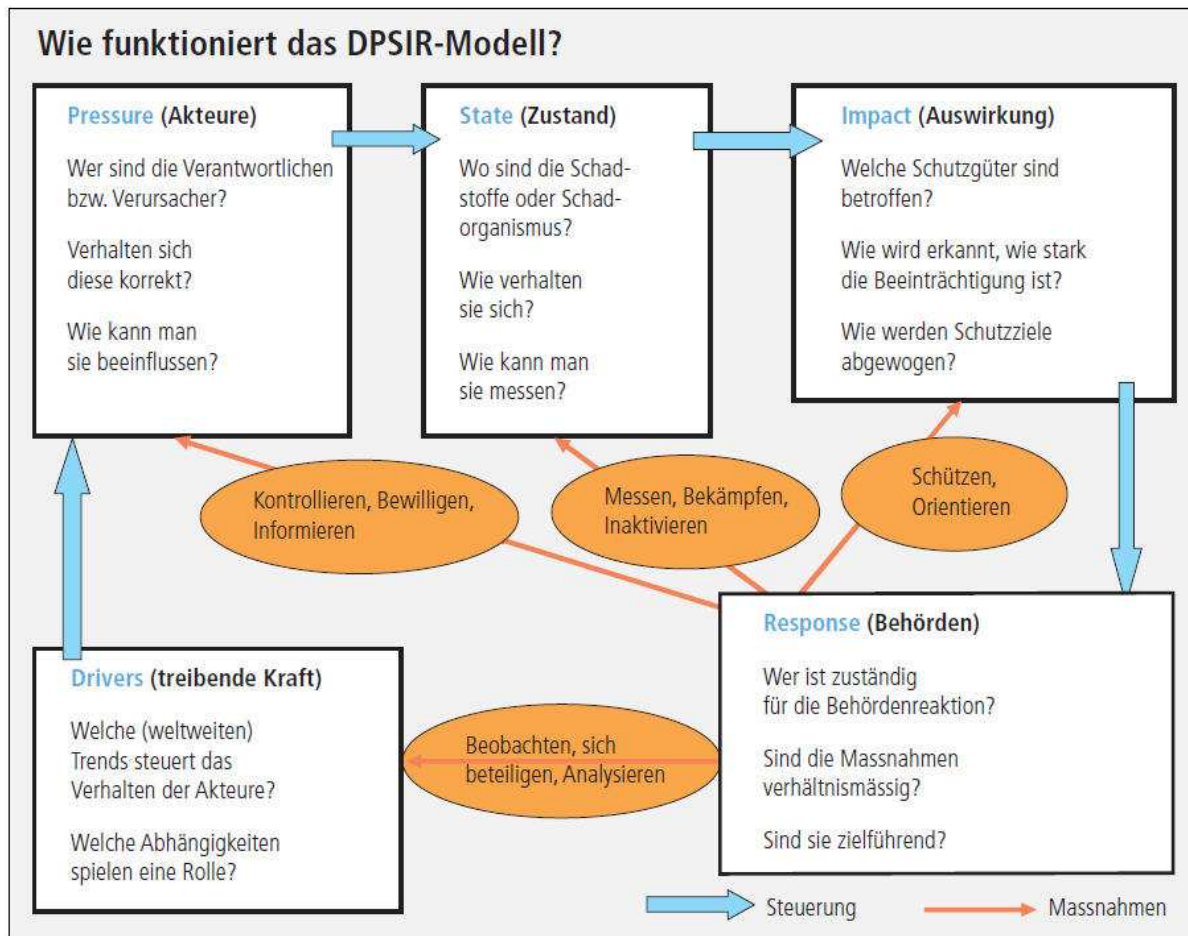 Wie funktioniert das DPSIR-Modell?
Pressure (Akteure)
Wer sind die Verantwortlichen
bzw. Verursacher?
Verhalten sich
diese korrekt?
Wie kann man
sie beeinflussen?
State (Zustand)
Wo sind die Schad-
stoffe oder Schad-
organismus?
Wie verhalten
sie sich?
Wie kann man
sie messen?
Impact (Auswirkung)
Welche Schutzgüter sind
betroffen?
Wie wird erkannt, wie stark
die Beeinträchtigung ist?
Wie werden Schutzziele
abgewogen?
Kontrollieren, Bewilligen,
Informieren
Messen, Bekämpfen,
Inaktivieren
Schützen,
Orientieren
Drivers (treibende Kraft)
Welche (weltweiten)
Trends steuert das
Verhalten der Akteure?
Welche Abhängigkeiten
spielen eine Rolle?
Beobachten, sich
beteiligen, Analysieren
Response (Behörden)
Wer ist zuständig
für die Behördenreaktion?
Sind die Massnahmen
verhältnismässig?
Sind sie zielführend?
Steuerung
Massnahmen